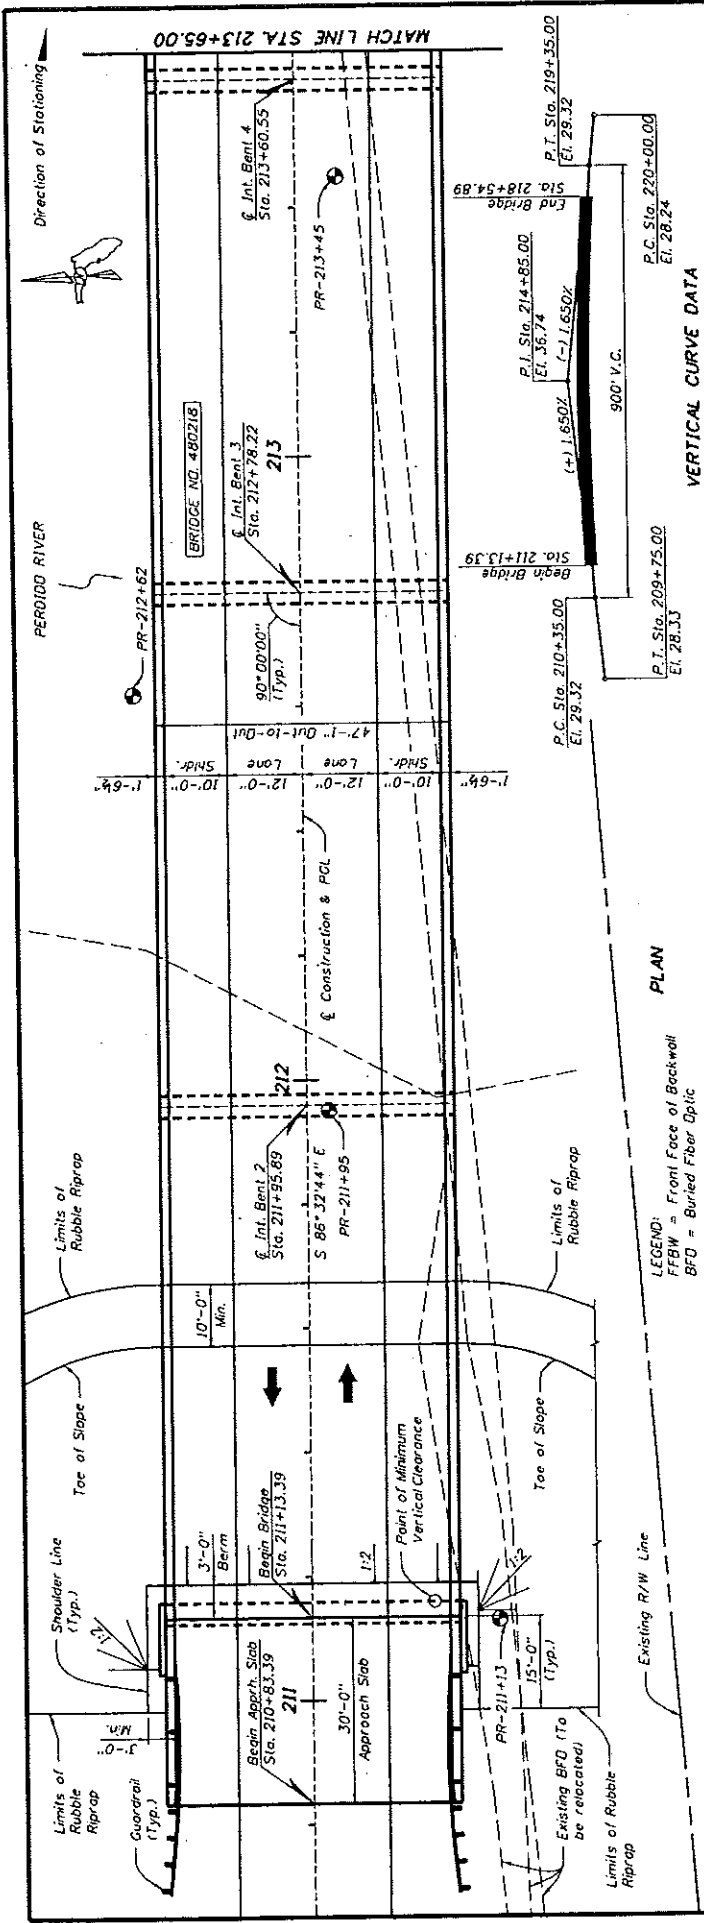 Direction of Stationing
MATCH LINE STA. 213+65.00
PERDIDO RIVER
BRIDGE NO. 480218
PR-212+62
₢ Int. Bent 4
Sta. 213+60.55
PR-213+45
₢ Int. Bent 3
Sta. 212+78.22
213
90°00'00"
(Typ.)
1'-6½"
10'-0"
Shldr.
12'-0"
Lane
12'-0"
Lane
10'-0"
Shldr.
1'-6½"
47'-1" Out-to-Out
₢ Construction & PGL
212
₢ Int. Bent 2
Sta. 211+95.89
S 86°32'44" E
PR-211+95
Limits of
Rubble Riprap
10'-0"
Min.
Toe of Slope
Limits of
Rubble Riprap
Toe of Slope
Shoulder Line
(Typ.)
1:2
3'-0"
Berm
Begin Bridge
Sta. 211+13.39
1:2
Point of Minimum
Vertical Clearance
Begin Apprh. Slab
Sta. 210+83.39
211
30'-0"
Approach Slab
Limits of
Rubble
Riprap
3'-0"
Min.
Guardrail
(Typ.)
1:2
PR-211+13
15'-0"
(Typ.)
Existing BFO (To
be relocated)
Limits of Rubble
Riprap
Existing R/W Line
LEGEND:
FFBW = Front Face of Backwall
BFO = Buried Fiber Optic
PLAN
P.C. Sta. 210+35.00
El. 29.32
P.T. Sta. 209+75.00
El. 28.33
Begin Bridge
Sta. 211+13.39
(+) 1.650%
P.I. Sta. 214+85.00
El. 36.74
(-) 1.650%
900' V.C.
End Bridge
Sta. 218+54.89
P.T. Sta. 219+35.00
El. 29.32
P.C. Sta. 220+00.00
El. 28.24
VERTICAL CURVE DATA